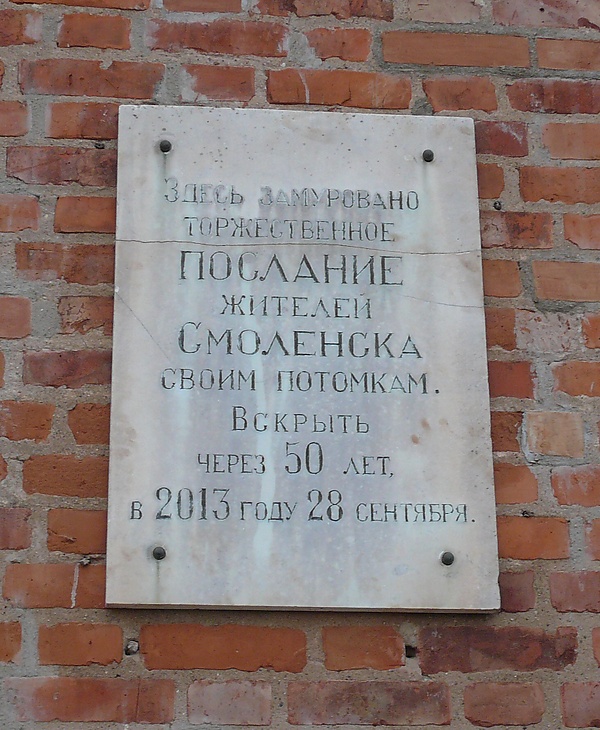 Здесь замуровано
торжественное
ПОСЛАНИЕ
жителей
Смоленска
своим потомкам.
Вскрыть
через 50 лет,
в 2013 году 28 сентября.